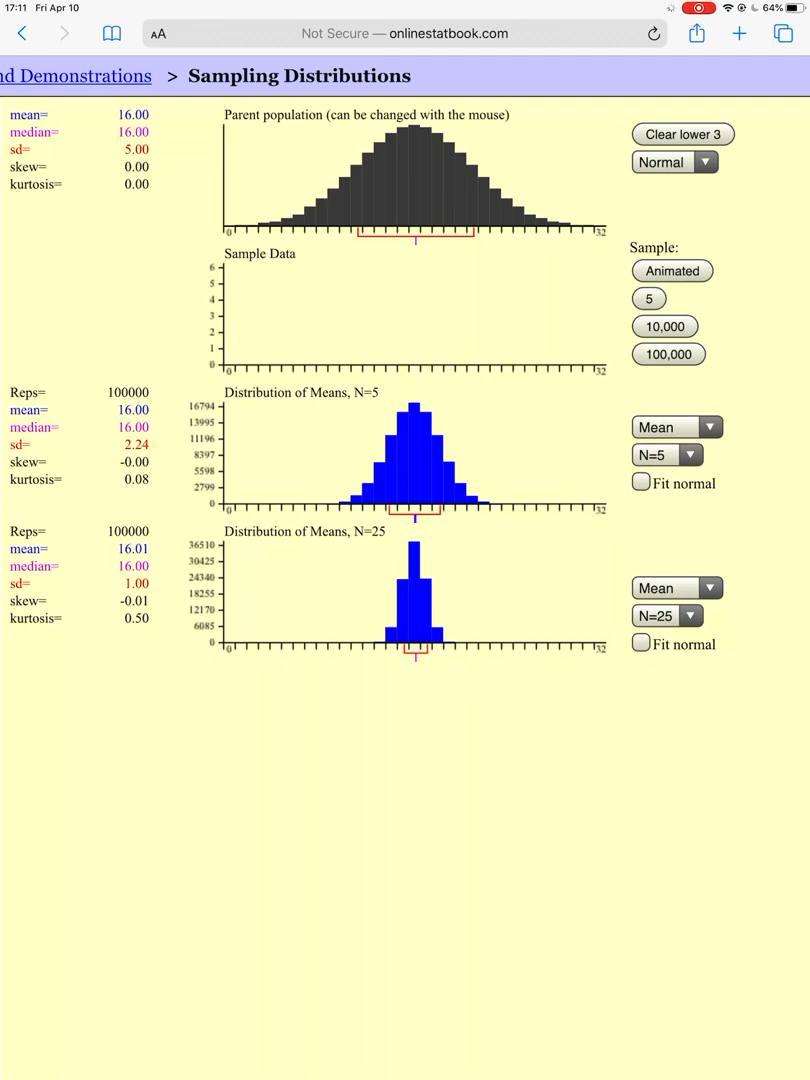 17:11 Fri Apr 10 64%
AA Not Secure — onlinestatbook.com
nd Demonstrations > Sampling Distributions
mean= 16.00
median= 16.00
sd= 5.00
skew= 0.00
kurtosis= 0.00
Parent population (can be changed with the mouse)
0 32
Clear lower 3
Normal
Sample Data
6
5
4
3
2
1
0
0 32
Sample:
Animated
5
10,000
100,000
Reps= 100000
mean= 16.00
median= 16.00
sd= 2.24
skew= -0.00
kurtosis= 0.08
Distribution of Means, N=5
16794
13995
11196
8397
5598
2799
0
0 32
Mean
N=5
Fit normal
Reps= 100000
mean= 16.01
median= 16.00
sd= 1.00
skew= -0.01
kurtosis= 0.50
Distribution of Means, N=25
36510
30425
24340
18255
12170
6085
0
0 32
Mean
N=25
Fit normal